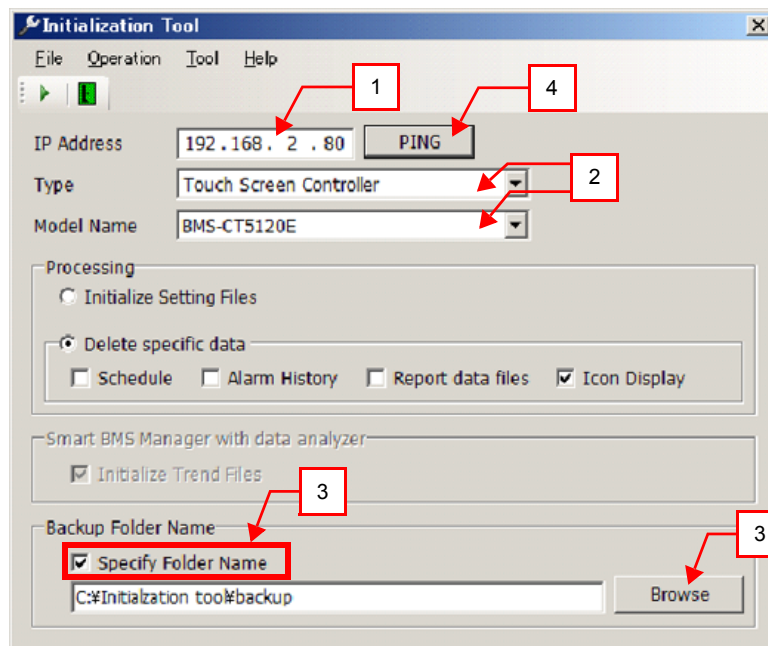 Initialization Tool
File Operation Tool Help
1
4
IP Address 192.168. 2 .80 PING
Type Touch Screen Controller
2
Model Name BMS-CT5120E
Processing
Initialize Setting Files
Delete specific data
Schedule Alarm History Report data files Icon Display
Smart BMS Manager with data analyzer
Initialize Trend Files
3
Backup Folder Name
3
Specify Folder Name
C:¥Initialzation tool¥backup Browse